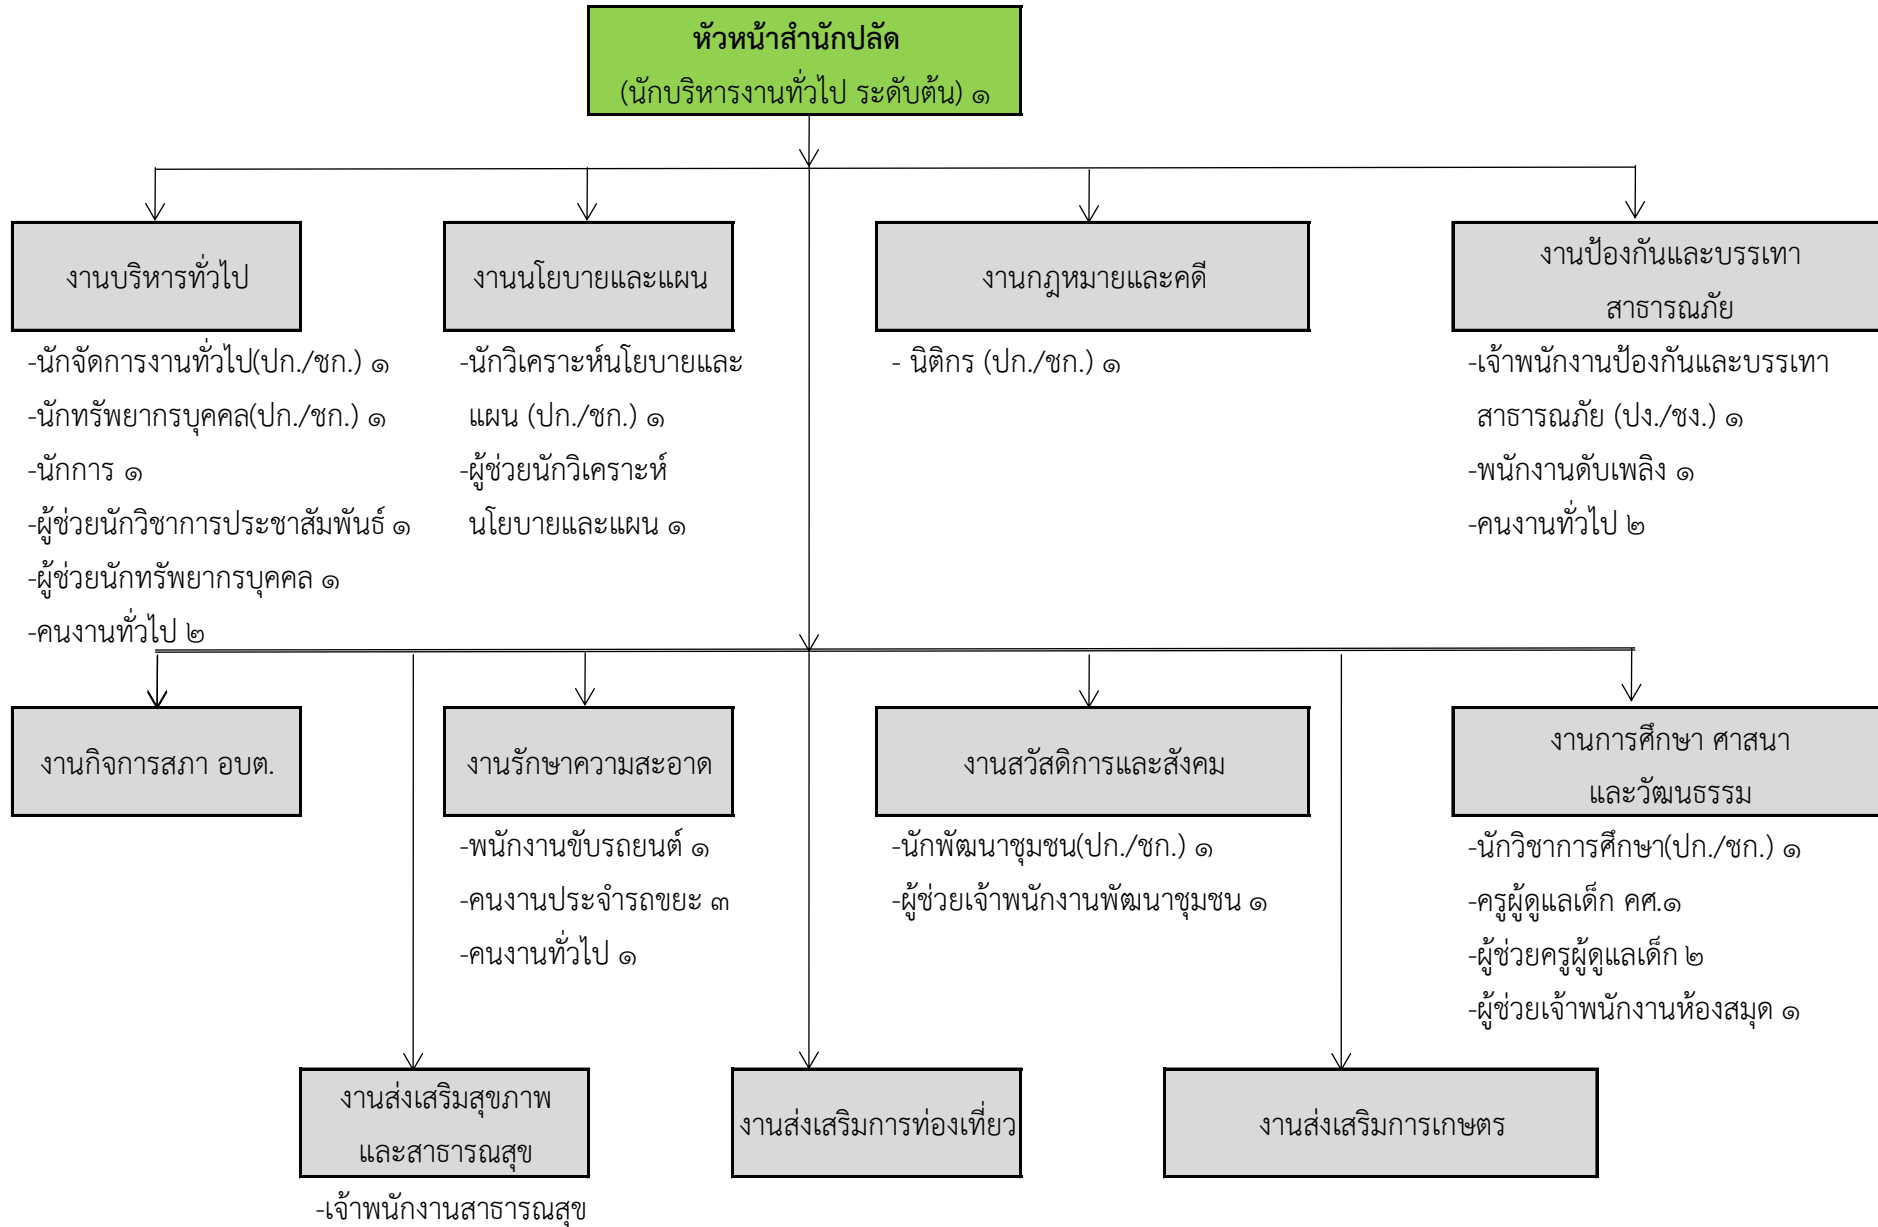 หัวหน้าสำนักปลัด
(นักบริหารงานทั่วไป ระดับต้น) ๑
งานบริหารทั่วไป
-นักจัดการงานทั่วไป(ปก./ชก.) ๑
-นักทรัพยากรบุคคล(ปก./ชก.) ๑
-นักการ ๑
-ผู้ช่วยนักวิชาการประชาสัมพันธ์ ๑
-ผู้ช่วยนักทรัพยากรบุคคล ๑
-คนงานทั่วไป ๒
งานนโยบายและแผน
-นักวิเคราะห์นโยบายและ
แผน (ปก./ชก.) ๑
-ผู้ช่วยนักวิเคราะห์
นโยบายและแผน ๑
งานกฎหมายและคดี
- นิติกร (ปก./ชก.) ๑
งานป้องกันและบรรเทา
สาธารณภัย
-เจ้าพนักงานป้องกันและบรรเทา
สาธารณภัย (ปง./ชง.) ๑
-พนักงานดับเพลิง ๑
-คนงานทั่วไป ๒
งานกิจการสภา อบต.
งานรักษาความสะอาด
-พนักงานขับรถยนต์ ๑
-คนงานประจำรถขยะ ๓
-คนงานทั่วไป ๑
งานสวัสดิการและสังคม
-นักพัฒนาชุมชน(ปก./ชก.) ๑
-ผู้ช่วยเจ้าพนักงานพัฒนาชุมชน ๑
งานการศึกษา ศาสนา
และวัฒนธรรม
-นักวิชาการศึกษา(ปก./ชก.) ๑
-ครูผู้ดูแลเด็ก คศ.๑
-ผู้ช่วยครูผู้ดูแลเด็ก ๒
-ผู้ช่วยเจ้าพนักงานห้องสมุด ๑
งานส่งเสริมสุขภาพ
และสาธารณสุข
-เจ้าพนักงานสาธารณสุข
งานส่งเสริมการท่องเที่ยว
งานส่งเสริมการเกษตร